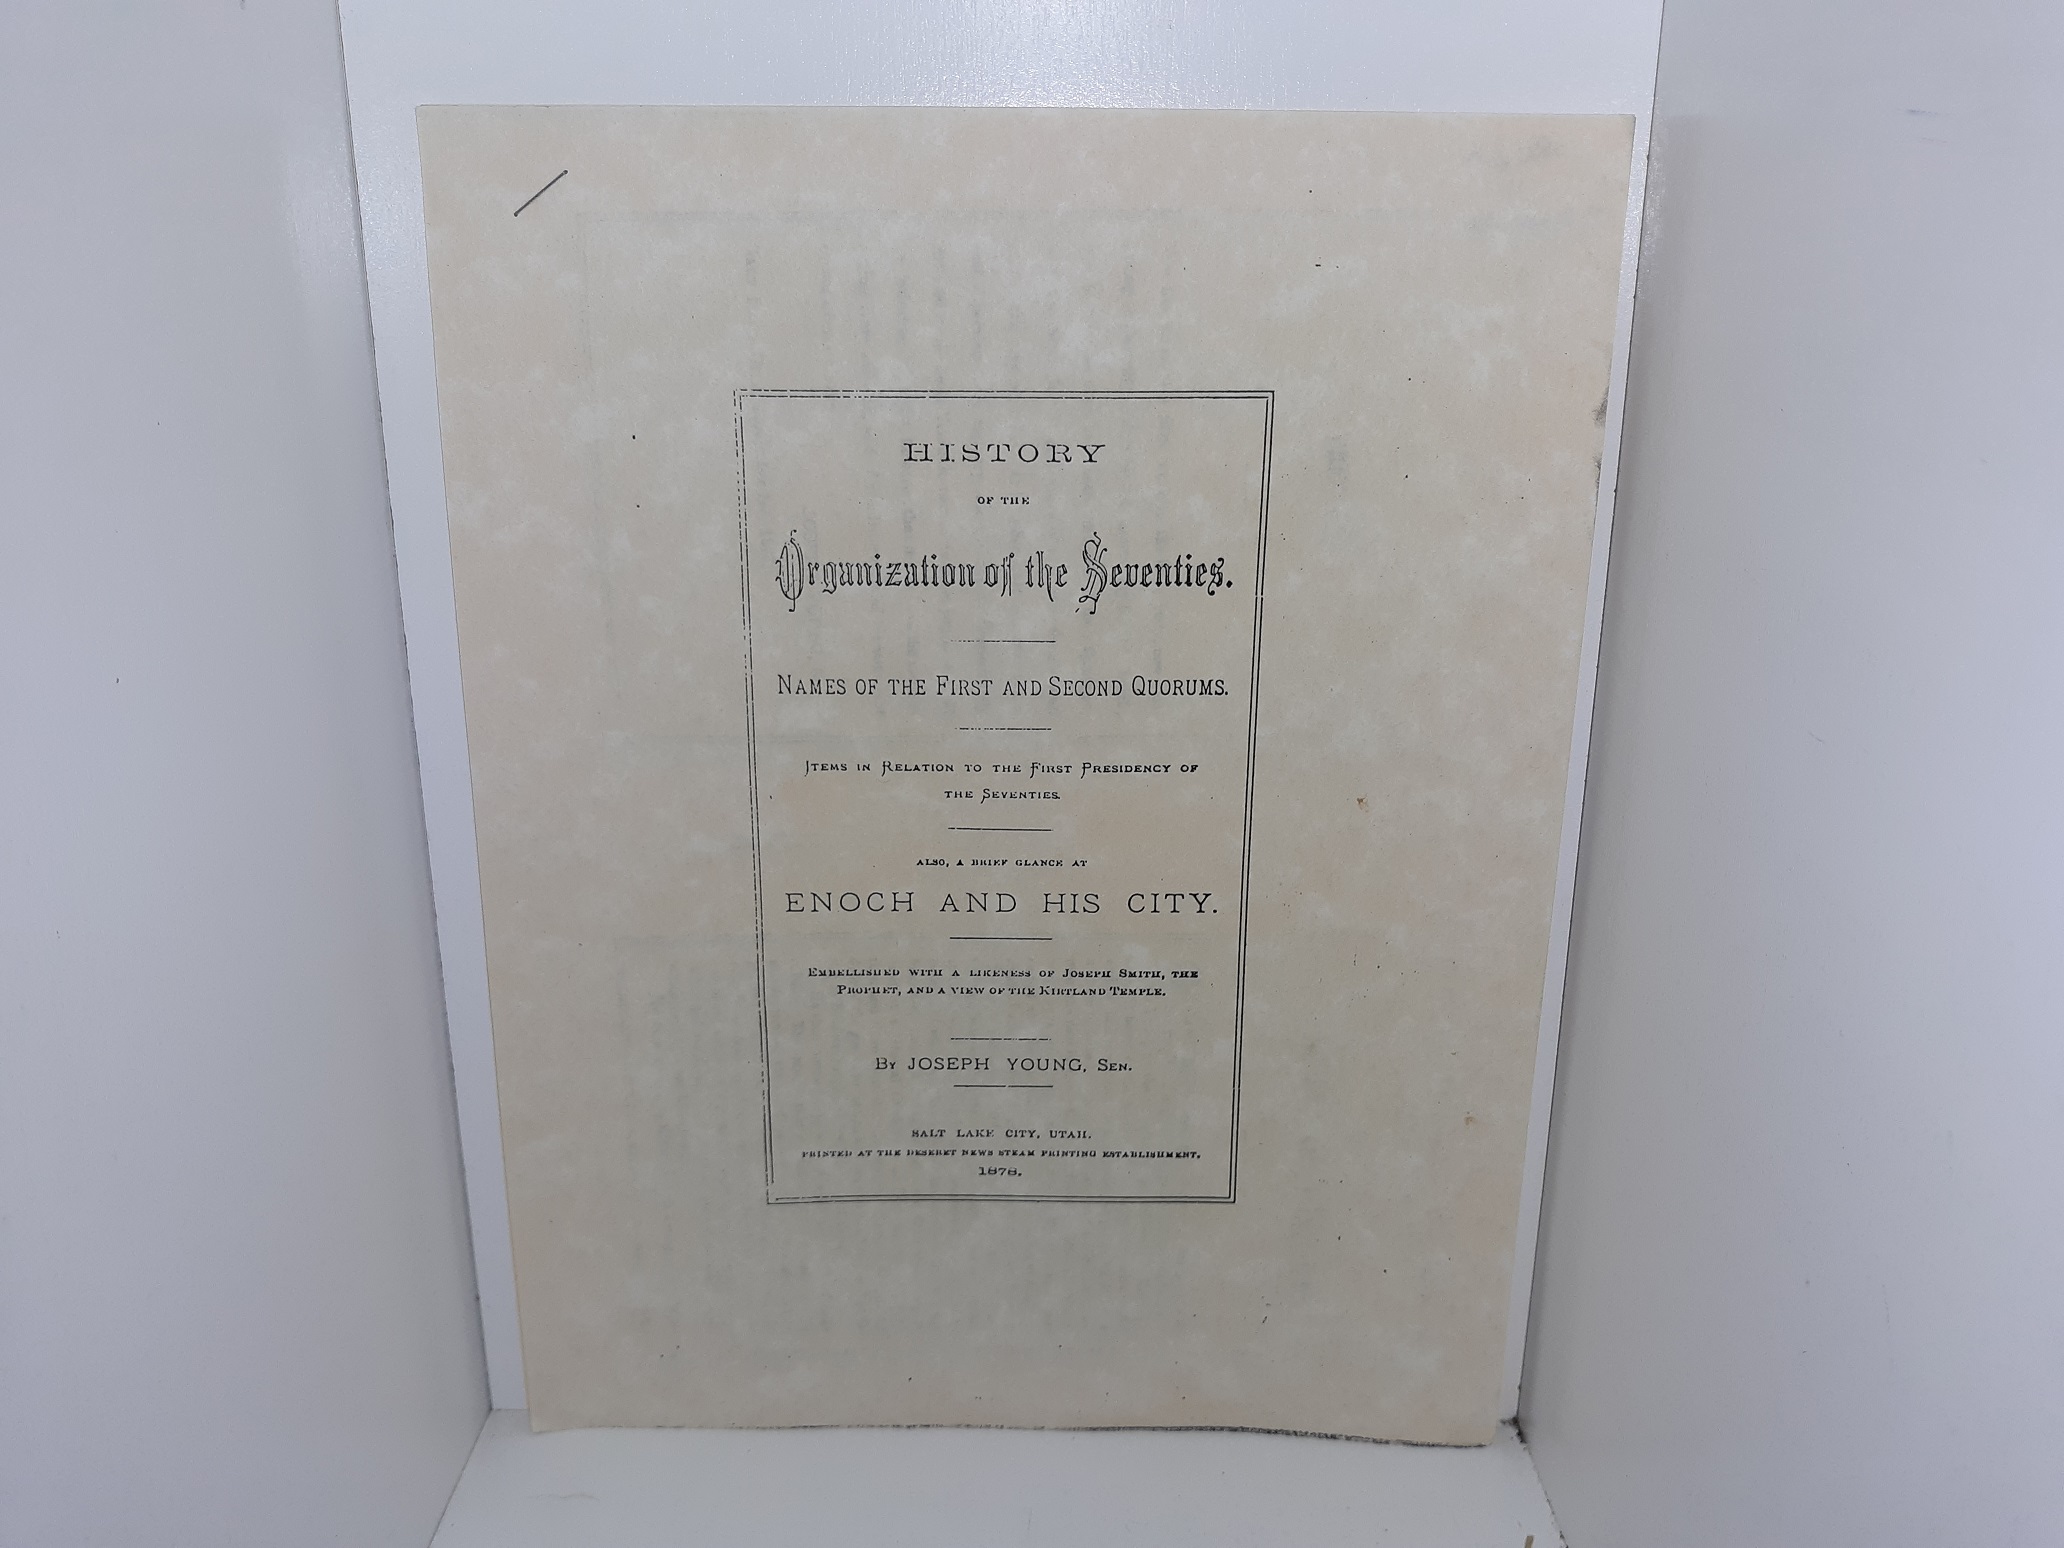 HISTORY
OF THE
Organization of the Seventies.
NAMES OF THE FIRST AND SECOND QUORUMS.
ITEMS IN RELATION TO THE FIRST PRESIDENCY OF
THE SEVENTIES.
ALSO, A BRIEF GLANCE AT
ENOCH AND HIS CITY.
EMBELLISHED WITH A LIKENESS OF JOSEPH SMITH, THE
PROPHET, AND A VIEW OF THE KIRTLAND TEMPLE.
BY JOSEPH YOUNG, SEN.
SALT LAKE CITY, UTAH.
PRINTED AT THE DESERET NEWS STEAM PRINTING ESTABLISHMENT.
1878.